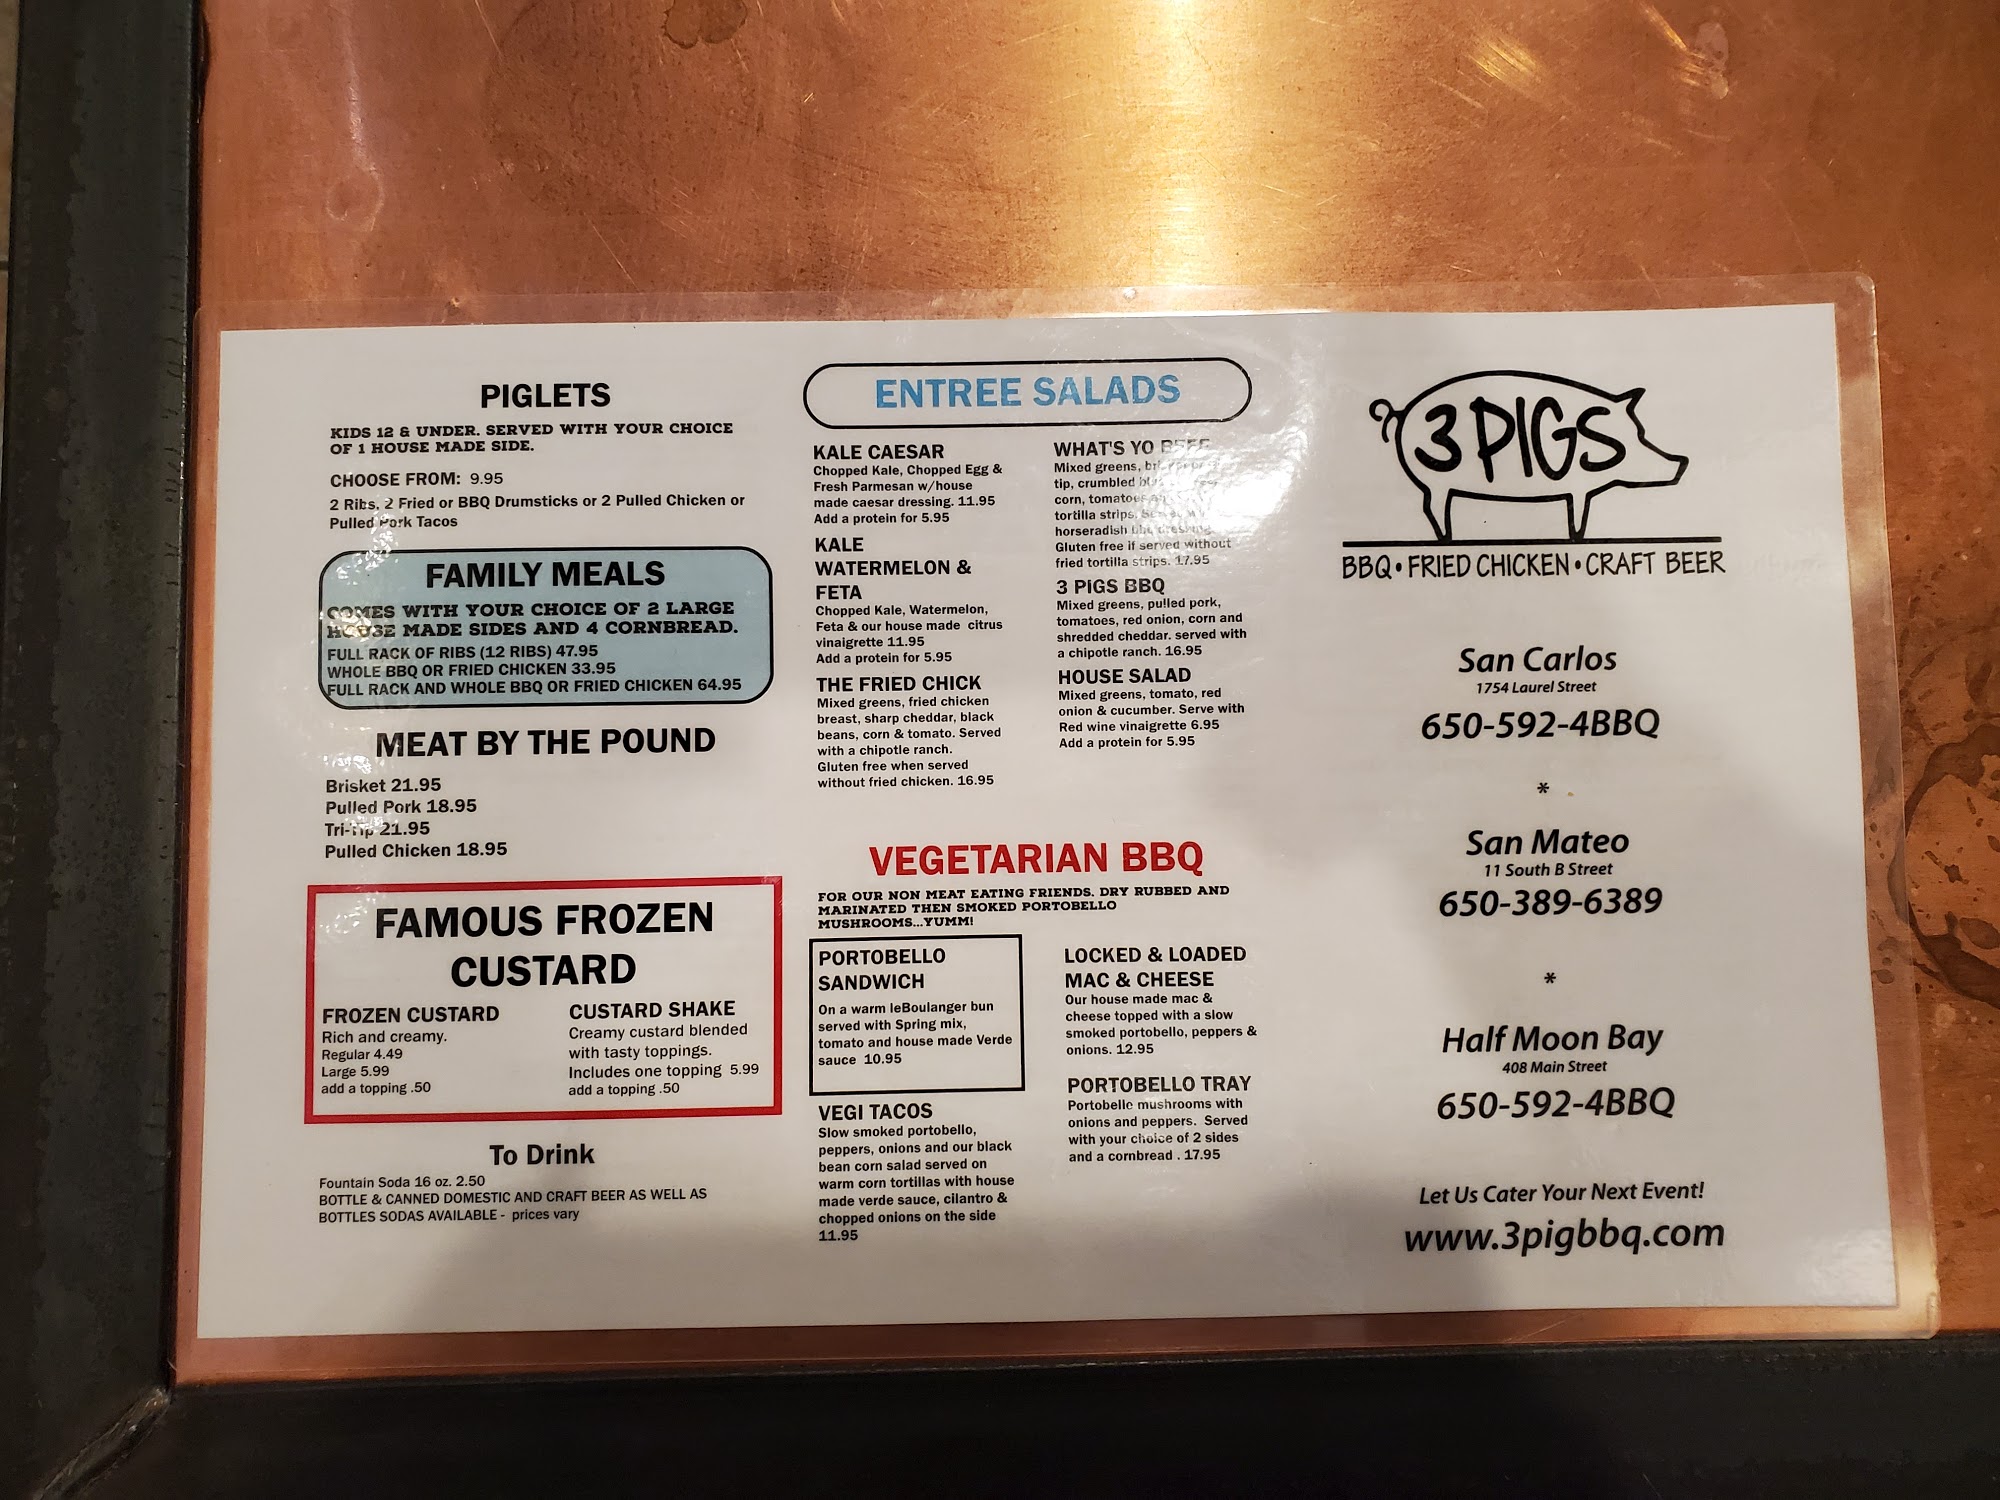 PIGLETS
KIDS 12 & UNDER. SERVED WITH YOUR CHOICE
OF 1 HOUSE MADE SIDE.
CHOOSE FROM: 9.95
2 Ribs, 2 Fried or BBQ Drumsticks or 2 Pulled Chicken or
Pulled Pork Tacos
FAMILY MEALS
COMES WITH YOUR CHOICE OF 2 LARGE
HOUSE MADE SIDES AND 4 CORNBREAD.
FULL RACK OF RIBS (12 RIBS) 47.95
WHOLE BBQ OR FRIED CHICKEN 33.95
FULL RACK AND WHOLE BBQ OR FRIED CHICKEN 64.95
MEAT BY THE POUND
Brisket 21.95
Pulled Pork 18.95
Tri-Tip 21.95
Pulled Chicken 18.95
FAMOUS FROZEN
CUSTARD
FROZEN CUSTARD
Rich and creamy.
Regular 4.49
Large 5.99
add a topping .50
CUSTARD SHAKE
Creamy custard blended
with tasty toppings.
Includes one topping 5.99
add a topping .50
To Drink
Fountain Soda 16 oz. 2.50
BOTTLE & CANNED DOMESTIC AND CRAFT BEER AS WELL AS
BOTTLES SODAS AVAILABLE - prices vary
ENTREE SALADS
KALE CAESAR
Chopped Kale, Chopped Egg &
Fresh Parmesan w/house
made caesar dressing. 11.95
Add a protein for 5.95
KALE
WATERMELON &
FETA
Chopped Kale, Watermelon,
Feta & our house made citrus
vinaigrette 11.95
Add a protein for 5.95
THE FRIED CHICK
Mixed greens, fried chicken
breast, sharp cheddar, black
beans, corn & tomato. Served
with a chipotle ranch.
Gluten free when served
without fried chicken. 16.95
WHAT'S YO BEEF
Mixed greens,
tip, crumbled
corn, tomatoes
tortilla strips.
horseradish
Gluten free if served without
fried tortilla strips. 17.95
3 PIGS BBQ
Mixed greens, pulled pork,
tomatoes, red onion, corn and
shredded cheddar. served with
a chipotle ranch. 16.95
HOUSE SALAD
Mixed greens, tomato, red
onion & cucumber. Serve with
Red wine vinaigrette 6.95
Add a protein for 5.95
VEGETARIAN BBQ
FOR OUR NON MEAT EATING FRIENDS. DRY RUBBED AND
MARINATED THEN SMOKED PORTOBELLO
MUSHROOMS...YUMM!
PORTOBELLO
SANDWICH
On a warm leBoulanger bun
served with Spring mix,
tomato and house made Verde
sauce 10.95
VEGI TACOS
Slow smoked portobello,
peppers, onions and our black
bean corn salad served on
warm corn tortillas with house
made verde sauce, cilantro &
chopped onions on the side
11.95
LOCKED & LOADED
MAC & CHEESE
Our house made mac &
cheese topped with a slow
smoked portobello, peppers &
onions. 12.95
PORTOBELLO TRAY
Portobello mushrooms with
onions and peppers. Served
with your choice of 2 sides
and a cornbread . 17.95
3 PIGS
BBQ • FRIED CHICKEN • CRAFT BEER
San Carlos
1754 Laurel Street
650-592-4BBQ
*
San Mateo
11 South B Street
650-389-6389
*
Half Moon Bay
408 Main Street
650-592-4BBQ
Let Us Cater Your Next Event!
www.3pigbbq.com